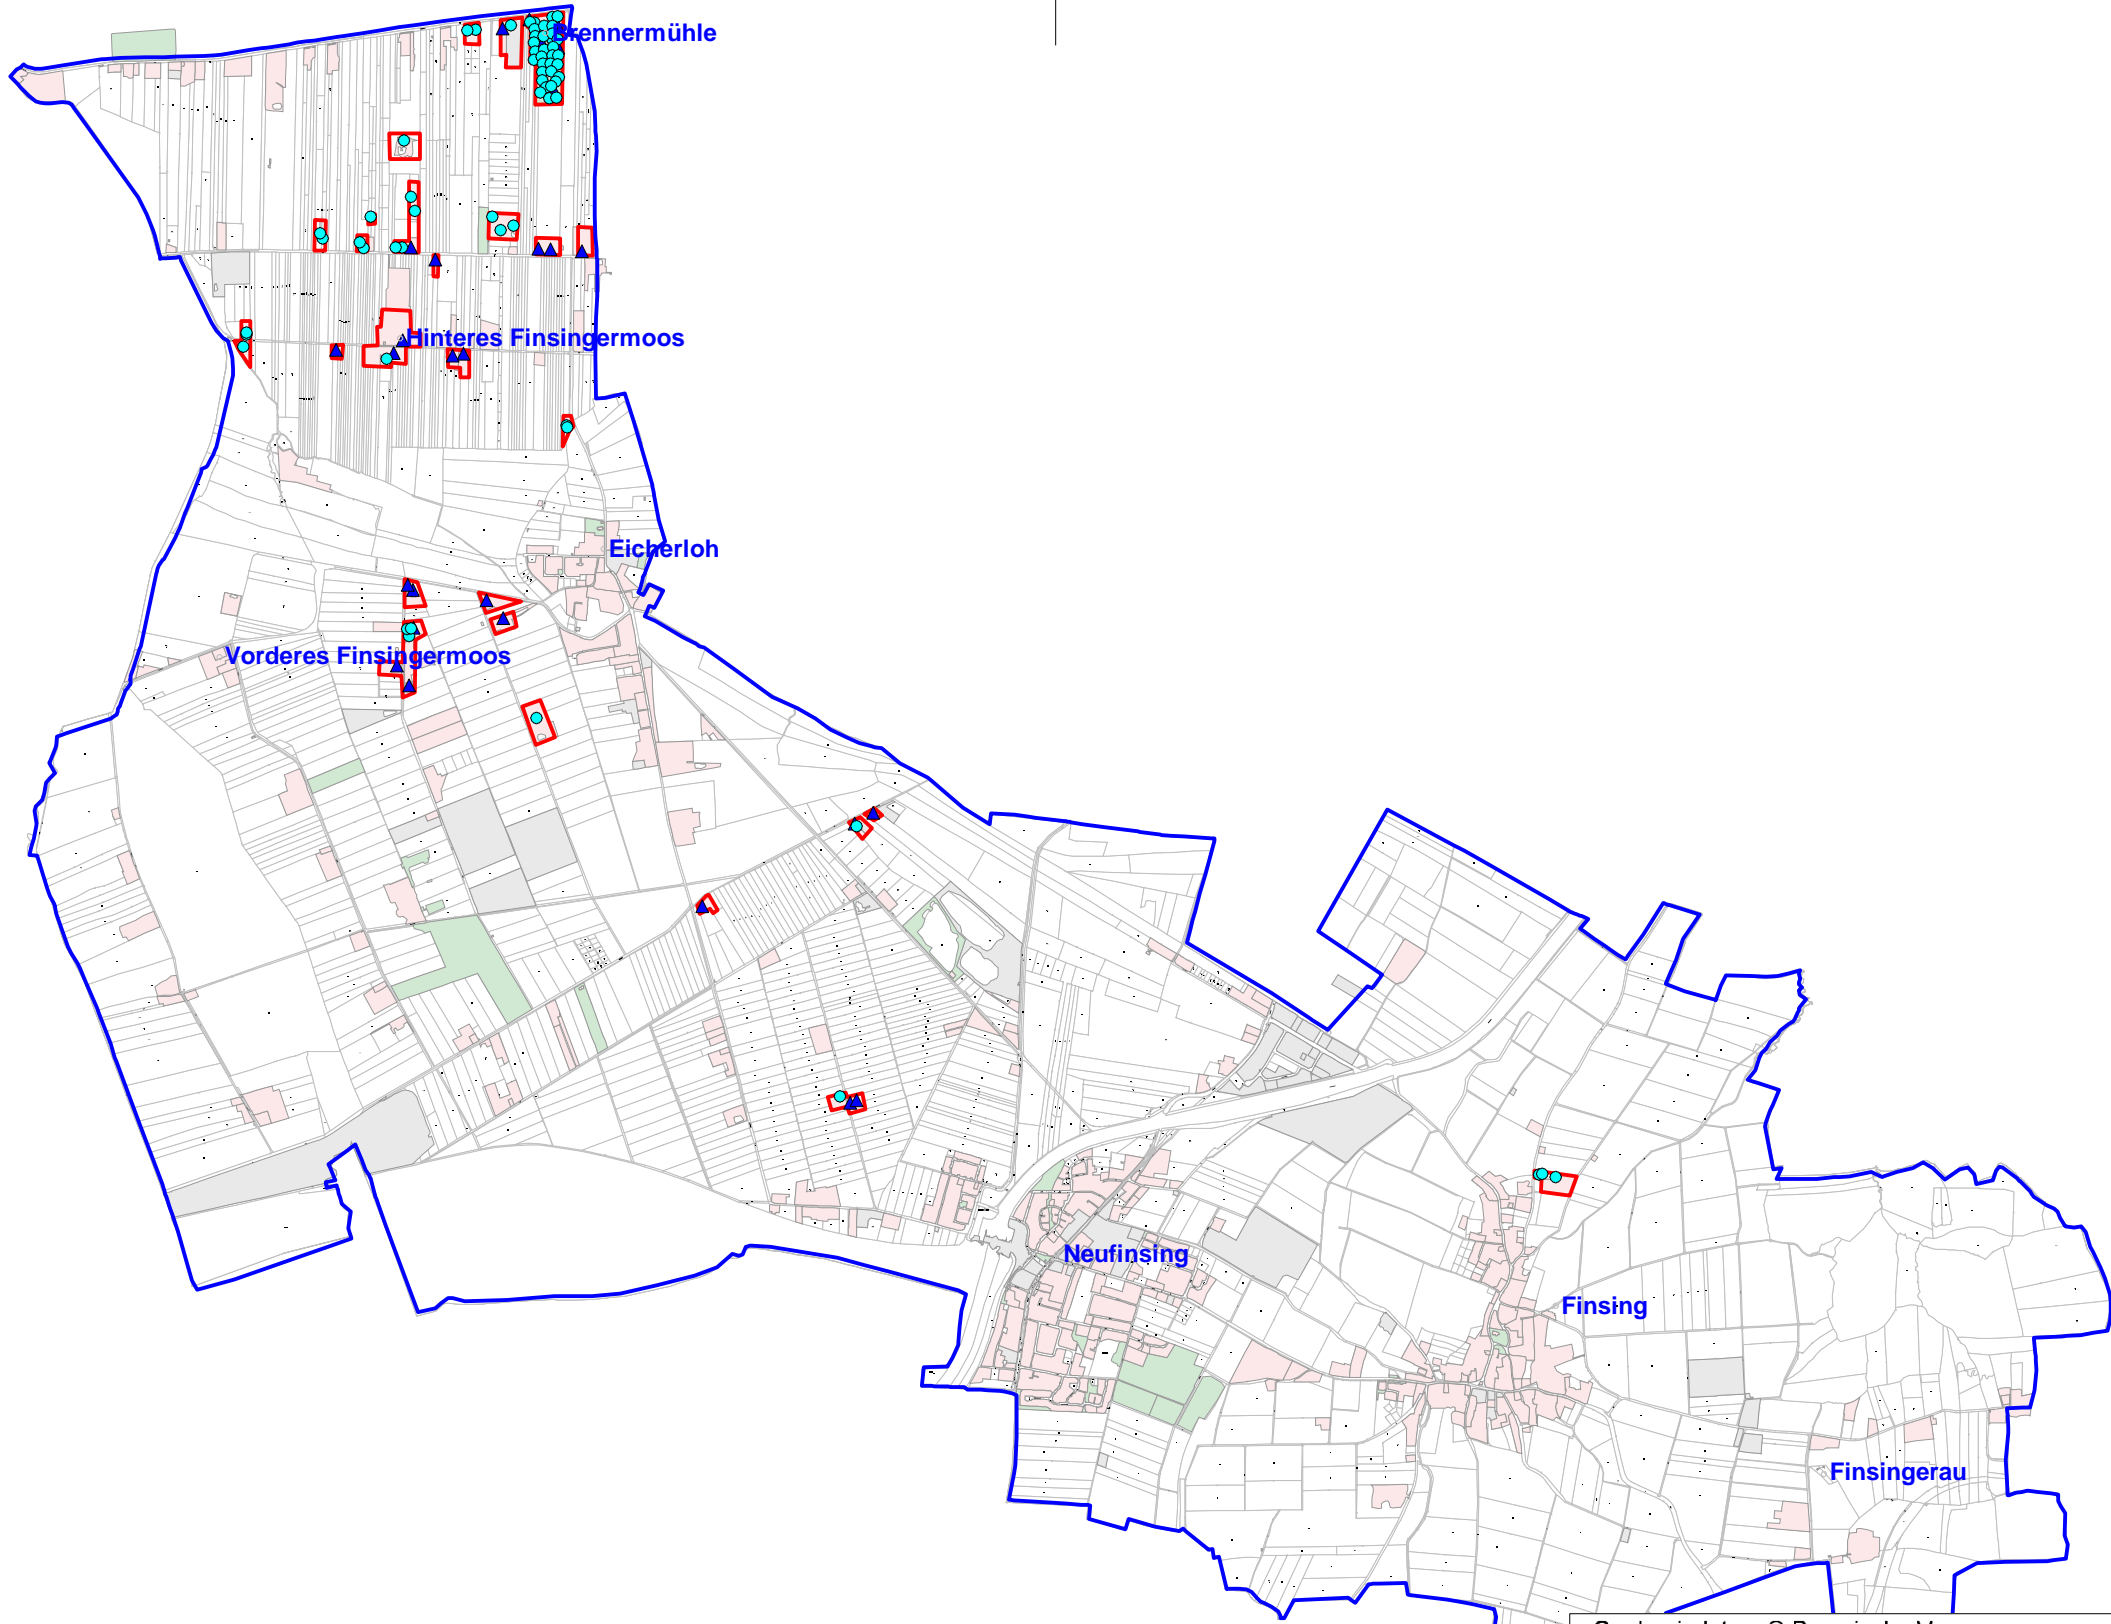 Brennermühle
Hinteres Finsingermoos
Eicherloh
Vorderes Finsingermoos
Neufinsing
Finsing
Finsingerau